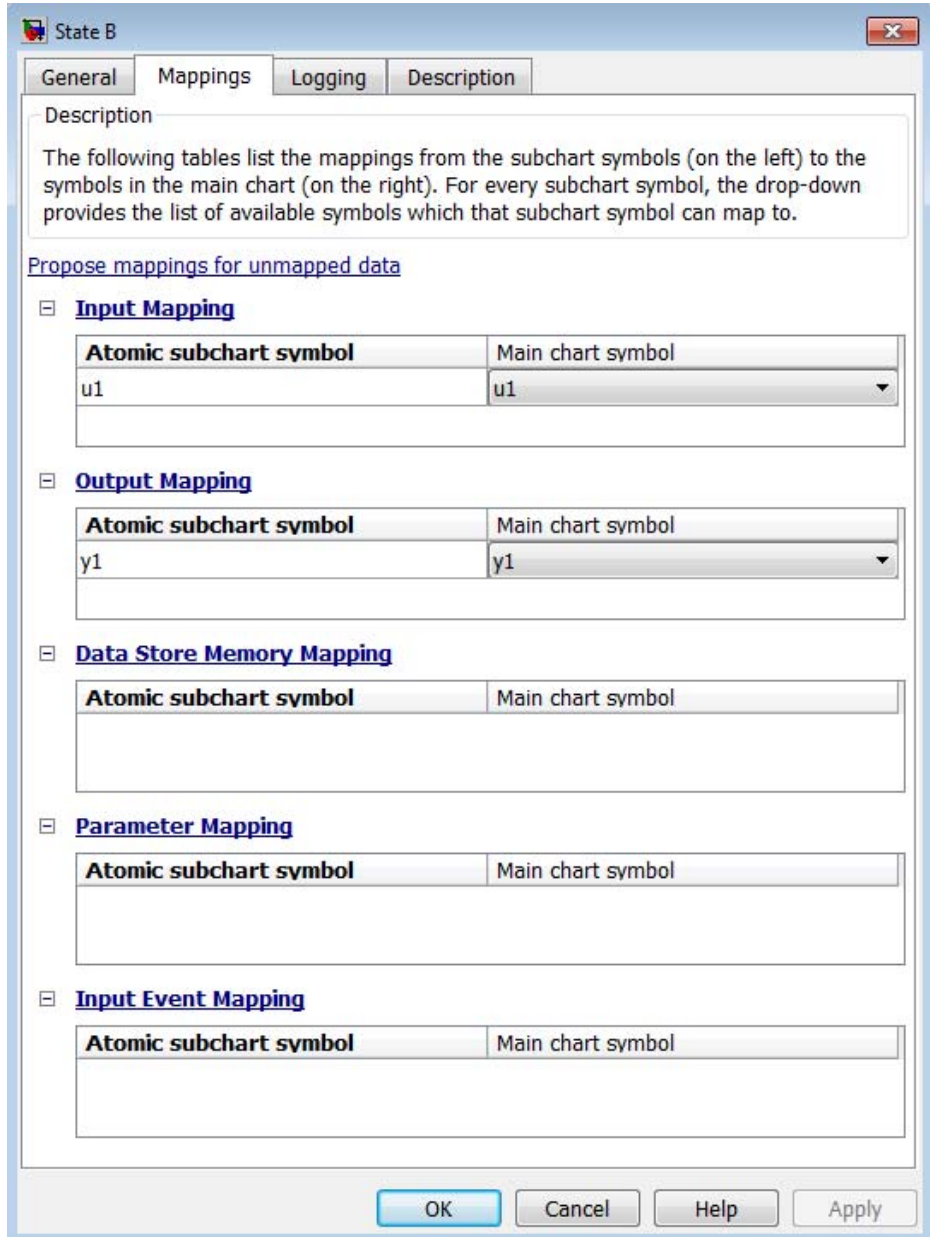 State B
General Mappings Logging Description
Description
The following tables list the mappings from the subchart symbols (on the left) to the
symbols in the main chart (on the right). For every subchart symbol, the drop-down
provides the list of available symbols which that subchart symbol can map to.
Propose mappings for unmapped data
Input Mapping
Atomic subchart symbol Main chart symbol
u1 u1
Output Mapping
Atomic subchart symbol Main chart symbol
y1 y1
Data Store Memory Mapping
Atomic subchart symbol Main chart symbol
Parameter Mapping
Atomic subchart symbol Main chart symbol
Input Event Mapping
Atomic subchart symbol Main chart symbol
OK Cancel Help Apply